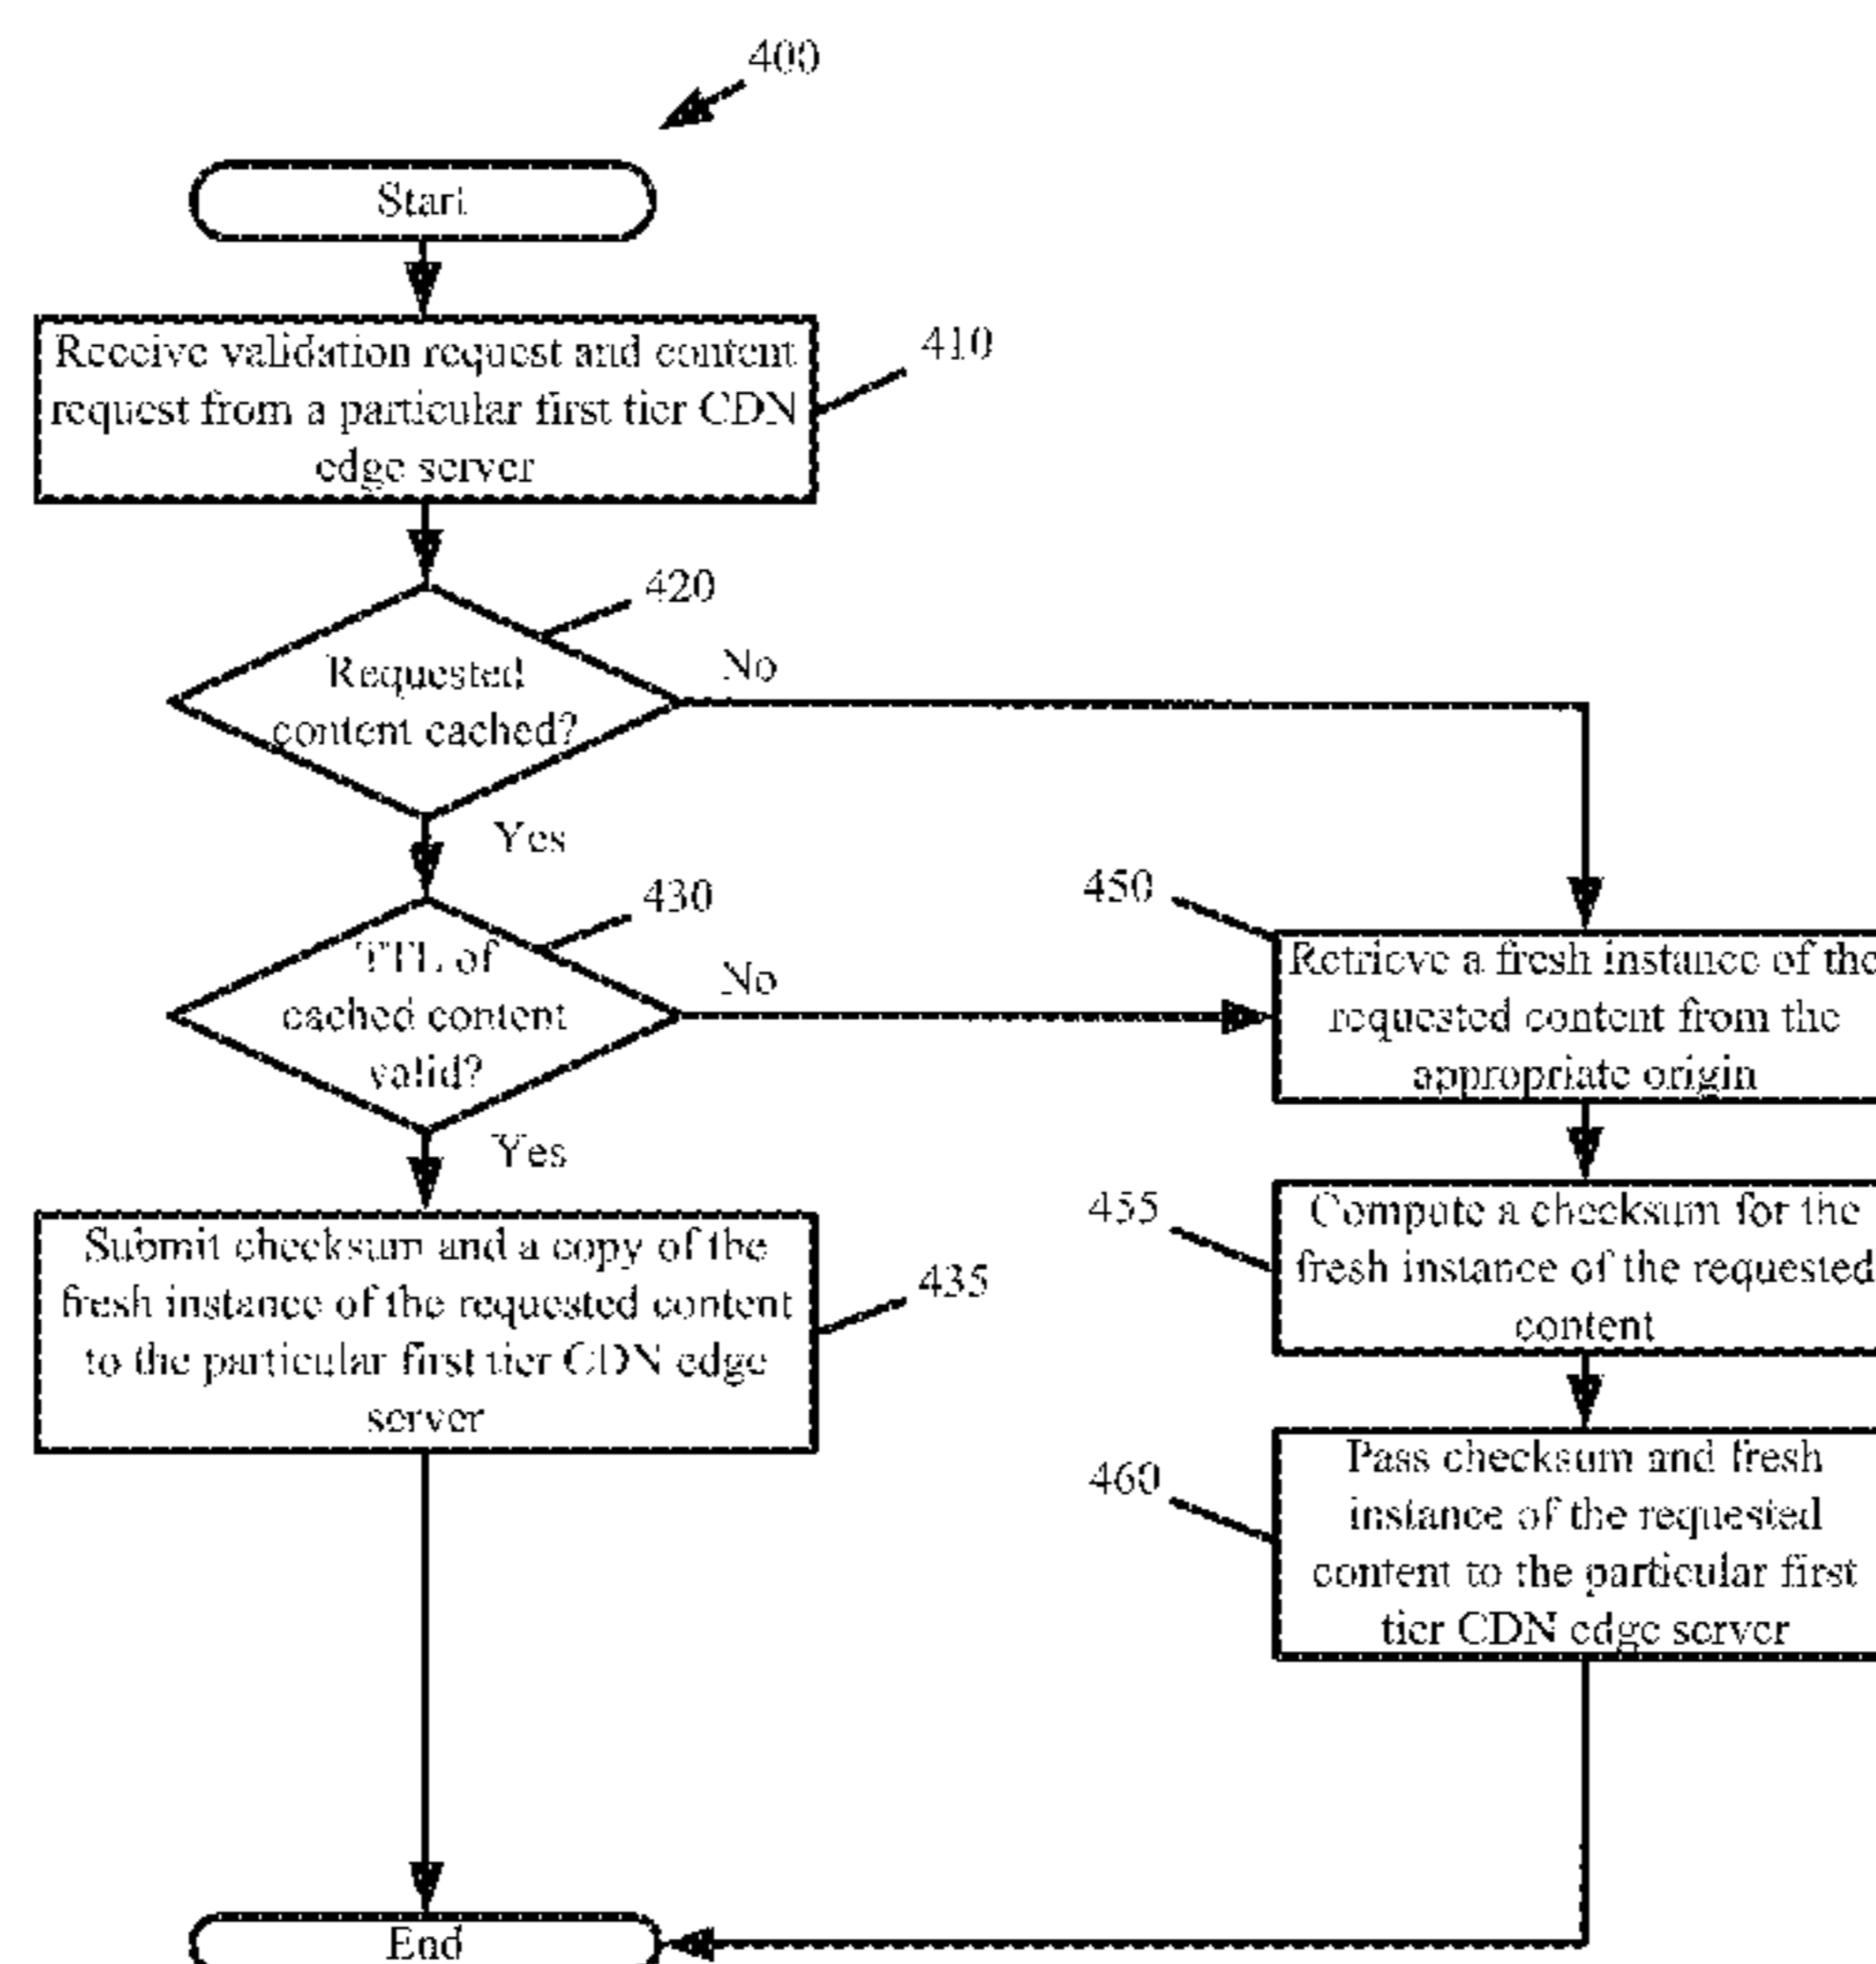 400
Start
Receive validation request and content
request from a particular first tier CDN
edge server
410
420
Requested
content cached?
No
Yes
430
TTL of
cached content
valid?
No
Yes
450
Retrieve a fresh instance of the
requested content from the
appropriate origin
455
Compute a checksum for the
fresh instance of the requested
content
Submit checksum and a copy of the
fresh instance of the requested content
to the particular first tier CDN edge
server
435
460
Pass checksum and fresh
instance of the requested
content to the particular first
tier CDN edge server
End